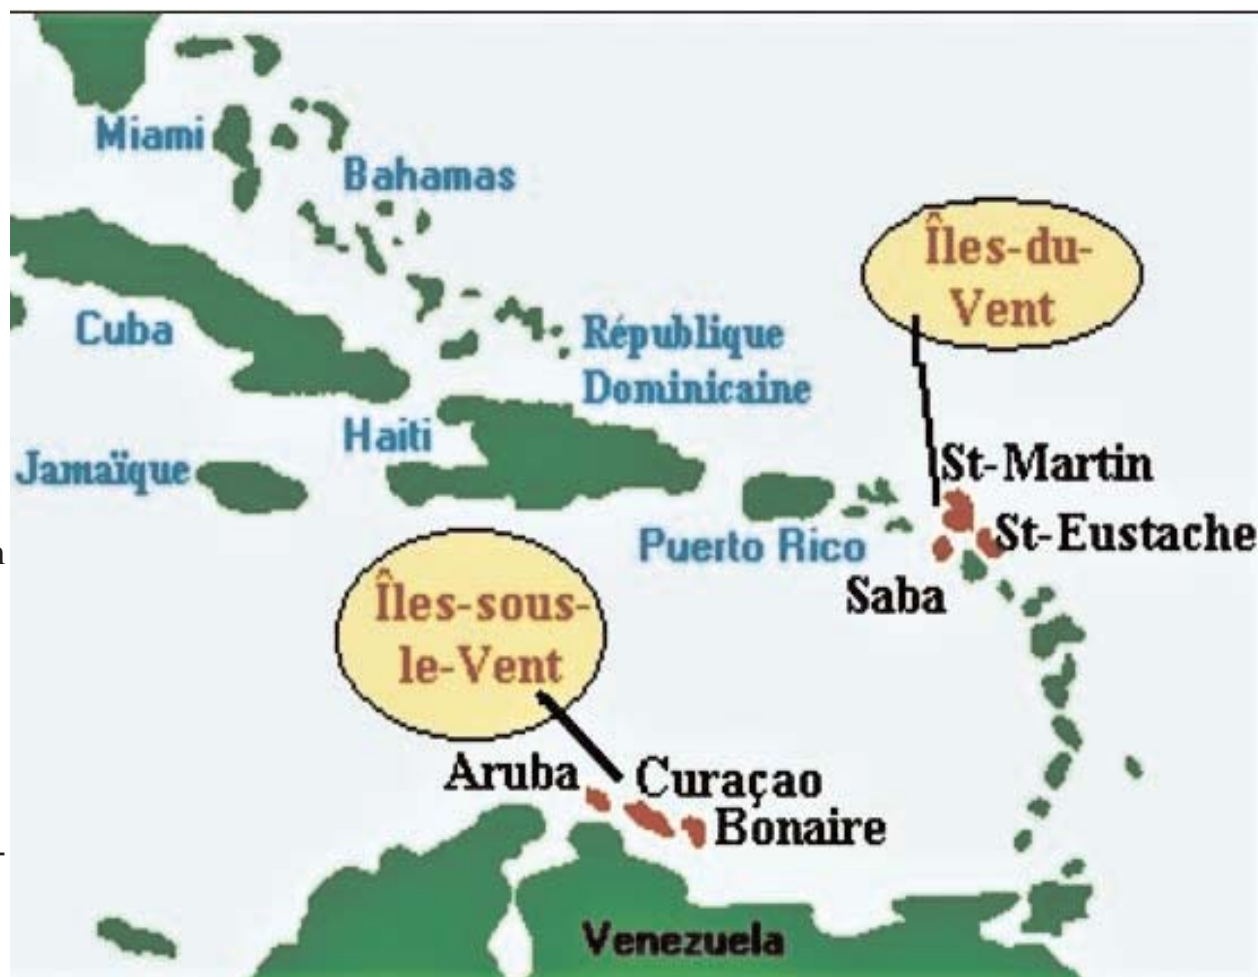 Miami
Bahamas
Îles-du-
Vent
Cuba
République
Dominicaine
Haiti
Jamaïque
St-Martin
Puerto Rico
St-Eustache
Saba
Îles-sous-
le-Vent
Aruba
Curaçao
Bonaire
Venezuela